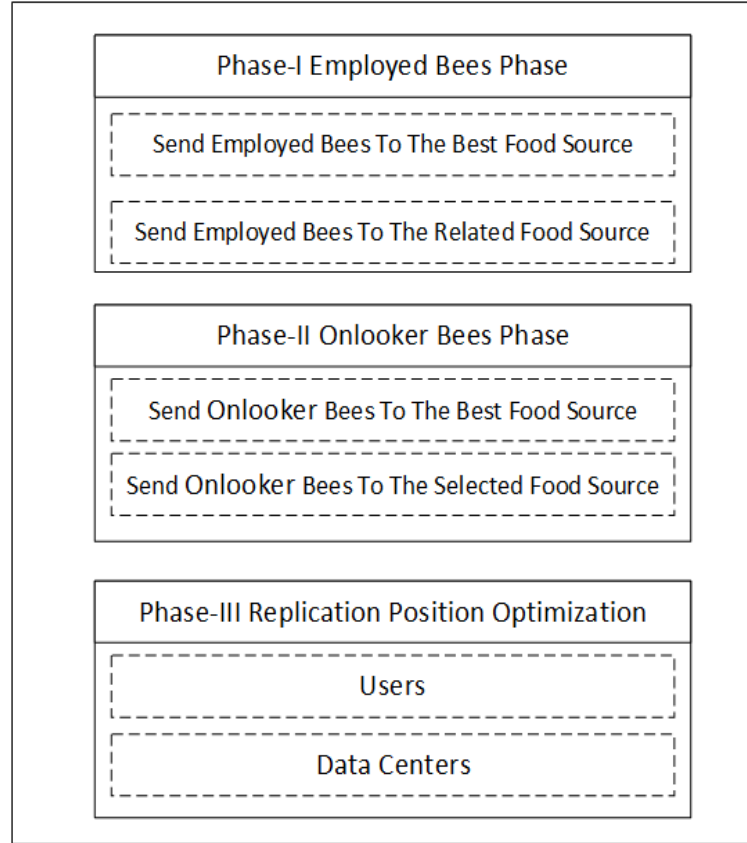 Phase-I Employed Bees Phase
Send Employed Bees To The Best Food Source
Send Employed Bees To The Related Food Source
Phase-II Onlooker Bees Phase
Send Onlooker Bees To The Best Food Source
Send Onlooker Bees To The Selected Food Source
Phase-III Replication Position Optimization
Users
Data Centers